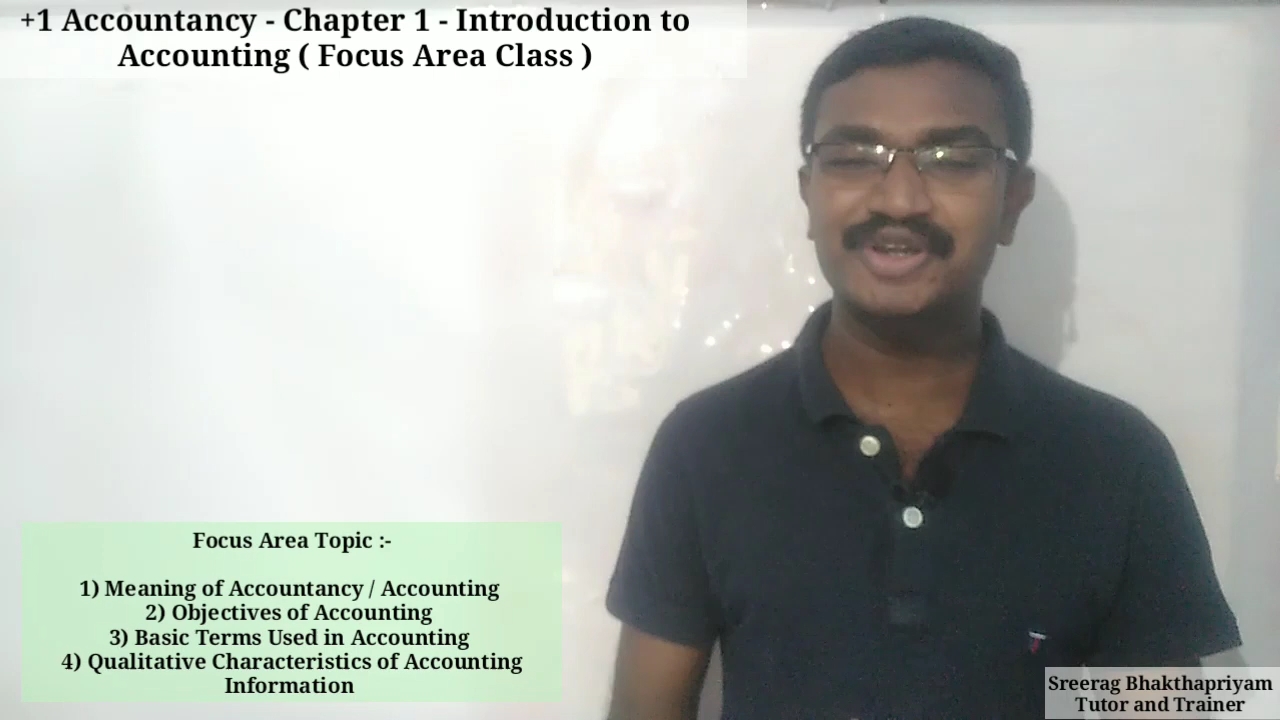 +1 Accountancy - Chapter 1 - Introduction to
Accounting ( Focus Area Class )
Focus Area Topic :-
1) Meaning of Accountancy / Accounting
2) Objectives of Accounting
3) Basic Terms Used in Accounting
4) Qualitative Characteristics of Accounting
Information
Sreerag Bhakthapriyam
Tutor and Trainer